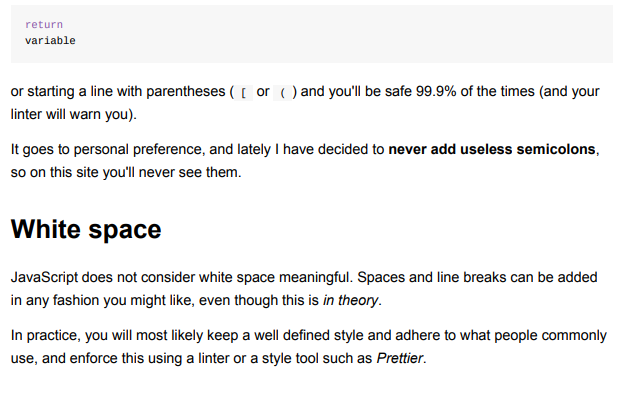 return
variable
or starting a line with parentheses ( [ or ( ) and you'll be safe 99.9% of the times (and your
linter will warn you).
It goes to personal preference, and lately I have decided to never add useless semicolons,
so on this site you'll never see them.
White space
JavaScript does not consider white space meaningful. Spaces and line breaks can be added
in any fashion you might like, even though this is in theory.
In practice, you will most likely keep a well defined style and adhere to what people commonly
use, and enforce this using a linter or a style tool such as Prettier.